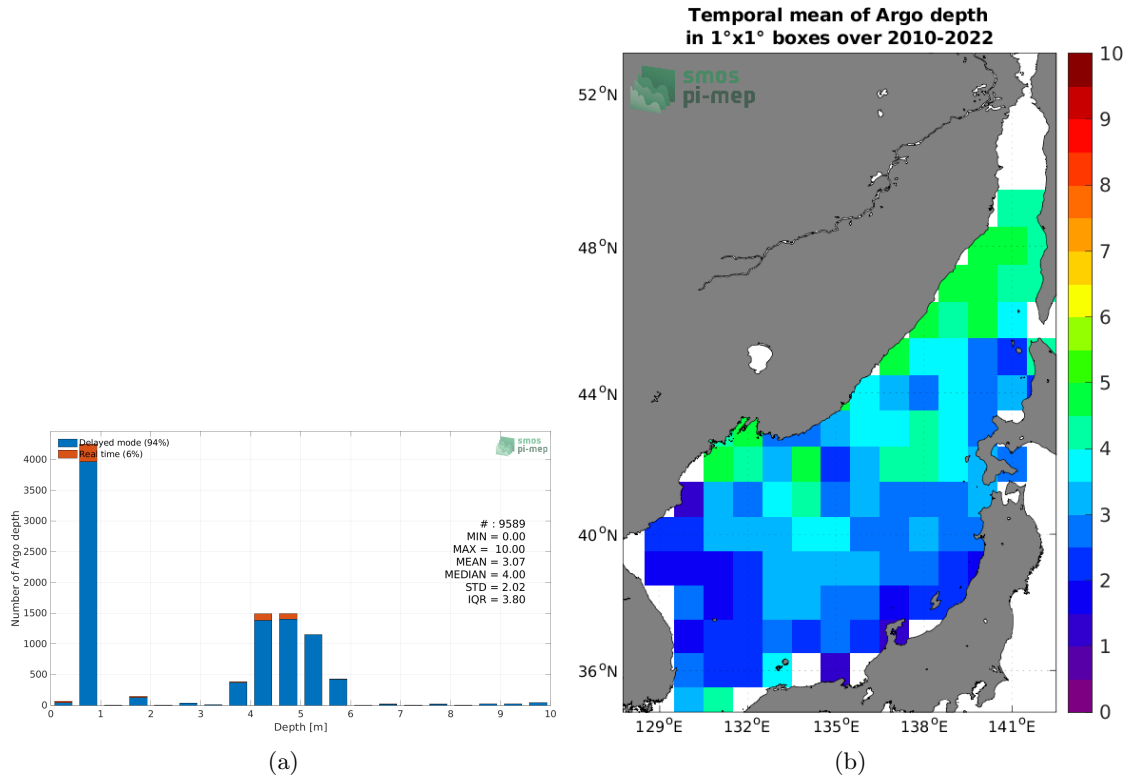 Delayed mode (94%)
Real time (6%)
smos
pi-mep
# : 9589
MIN = 0.00
MAX = 10.00
MEAN = 3.07
MEDIAN = 4.00
STD = 2.02
IQR = 3.80
Number of Argo depth
4000
3500
3000
2500
2000
1500
1000
500
0
0 1 2 3 4 5 6 7 8 9 10
Depth [m]
(a)
Temporal mean of Argo depth
in 1°x1° boxes over 2010-2022
smos
pi-mep
52°N
48°N
44°N
40°N
36°N
129°E 132°E 135°E 138°E 141°E
10
9
8
7
6
5
4
3
2
1
0
(b)